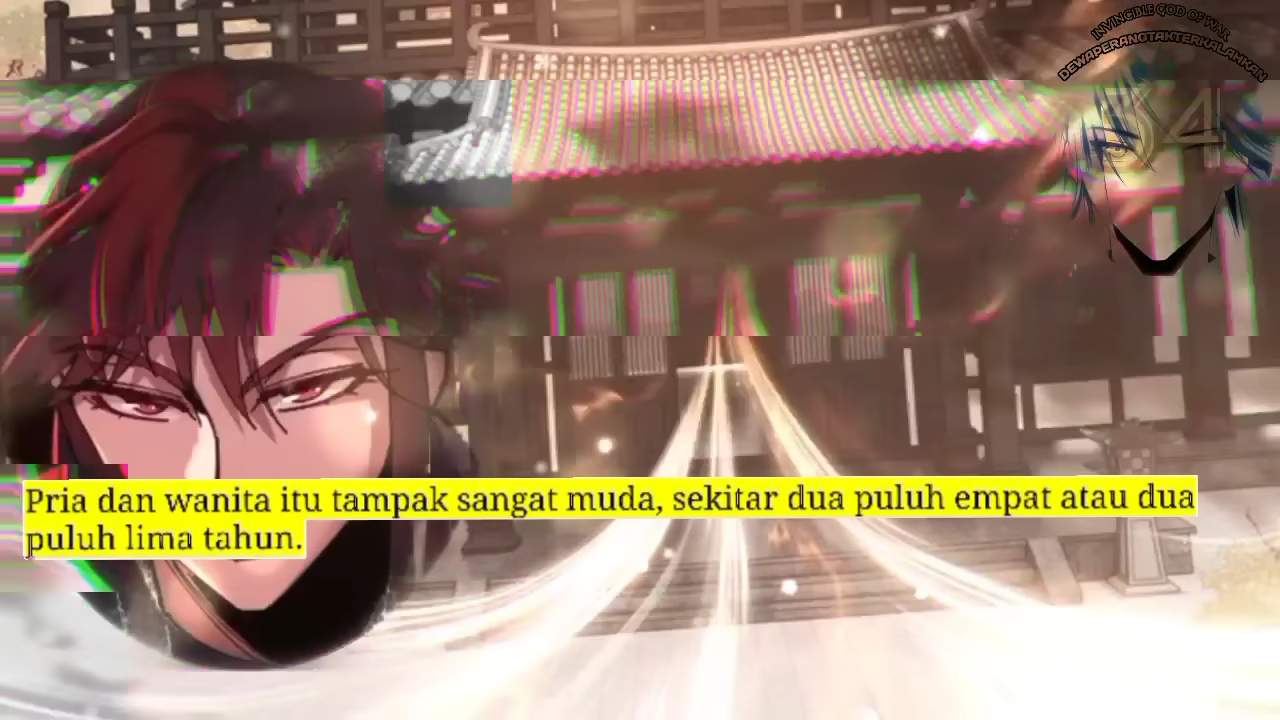 INVINCIBLE GOD OF WAR
DEWAPERANGTAKTERKALAHKAN
34
Pria dan wanita itu tampak sangat muda, sekitar dua puluh empat atau dua
puluh lima tahun.